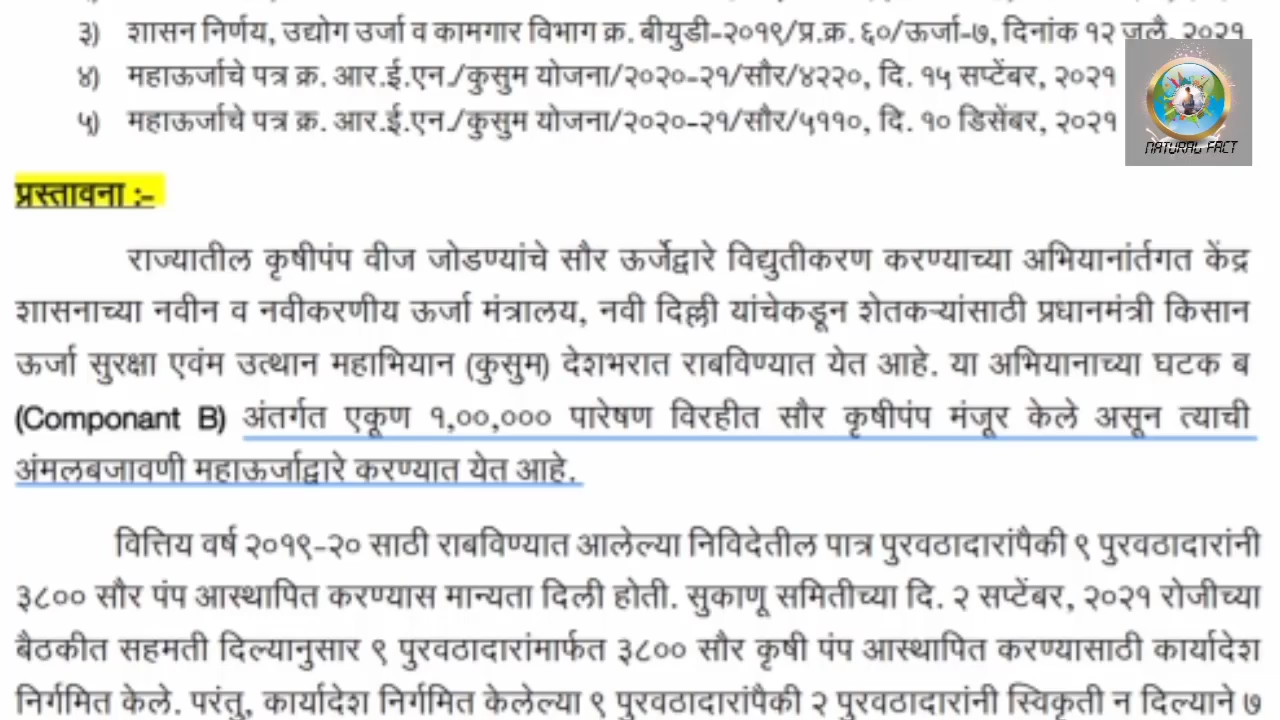 ३) शासन निर्णय, उद्योग उर्जा व कामगार विभाग क्र. बीयुडी-२०१९/प्र.क्र. ६०/ऊर्जा-७, दिनांक १२ जुलै, २०२१
४) महाऊर्जाचे पत्र क्र. आर.ई.एन./कुसुम योजना/२०२०-२१/सौर/४२२०, दि. १५ सप्टेंबर, २०२१
५) महाऊर्जाचे पत्र क्र. आर.ई.एन./कुसुम योजना/२०२०-२१/सौर/५११०, दि. १० डिसेंबर, २०२१
NATURAL FACT
प्रस्तावना :-
राज्यातील कृषीपंप वीज जोडण्यांचे सौर ऊर्जेद्वारे विद्युतीकरण करण्याच्या अभियानांर्तगत केंद्र
शासनाच्या नवीन व नवीकरणीय ऊर्जा मंत्रालय, नवी दिल्ली यांचेकडून शेतकऱ्यांसाठी प्रधानमंत्री किसान
ऊर्जा सुरक्षा एवंम उत्थान महाभियान (कुसुम) देशभरात राबविण्यात येत आहे. या अभियानाच्या घटक ब
(Componant B) अंतर्गत एकूण १,००,००० पारेषण विरहीत सौर कृषीपंप मंजूर केले असून त्याची
अंमलबजावणी महाऊर्जाद्वारे करण्यात येत आहे.
वित्तिय वर्ष २०१९-२० साठी राबविण्यात आलेल्या निविदेतील पात्र पुरवठादारांपैकी ९ पुरवठादारांनी
३८०० सौर पंप आस्थापित करण्यास मान्यता दिली होती. सुकाणू समितीच्या दि. २ सप्टेंबर, २०२१ रोजीच्या
बैठकीत सहमती दिल्यानुसार ९ पुरवठादारांमार्फत ३८०० सौर कृषी पंप आस्थापित करण्यासाठी कार्यादेश
निर्गमित केले. परंतु, कार्यादेश निर्गमित केलेल्या ९ पुरवठादारांपैकी २ पुरवठादारांनी स्विकृती न दिल्याने ७